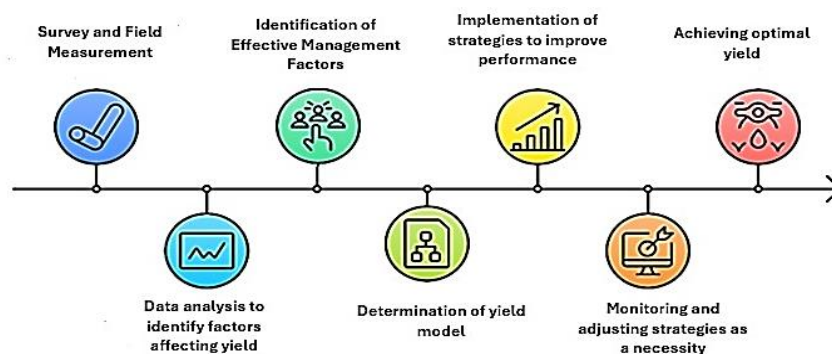 Survey and Field
Measurement
Identification of
Effective Management
Factors
Implementation of
strategies to improve
performance
Achieving optimal
yield
Data analysis to
identify factors
affecting yield
Determination of yield
model
Monitoring and
adjusting strategies as
a necessity